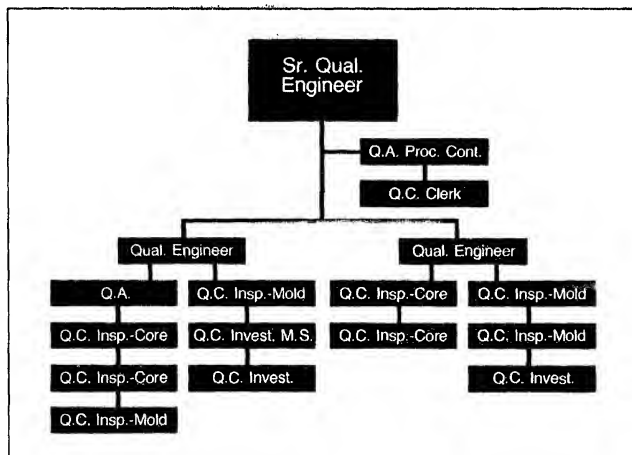 Sr. Qual.
Engineer
Q.A. Proc. Cont.
Q.C. Clerk
Qual. Engineer
Qual. Engineer
Q.A.
Q.C. Insp.-Mold
Q.C. Insp.-Core
Q.C. Insp.-Mold
Q.C. Insp.-Core
Q.C. Invest. M.S.
Q.C. Insp.-Core
Q.C. Insp.-Mold
Q.C. Insp.-Core
Q.C. Invest.
Q.C. Invest.
Q.C. Insp.-Mold